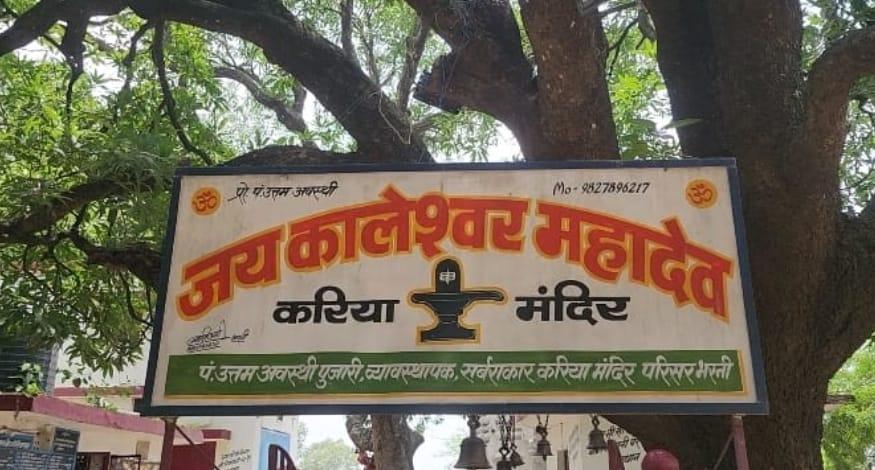 ॐ प्रो. पं. उत्तम अवस्थी Mo - 9827896217 ॐ
जय कालेश्वर महादेव
करिया मंदिर
पं. उत्तम अवस्थी पुजारी, व्यावस्थापक, सर्बराकार करिया मंदिर परिसर भरनी